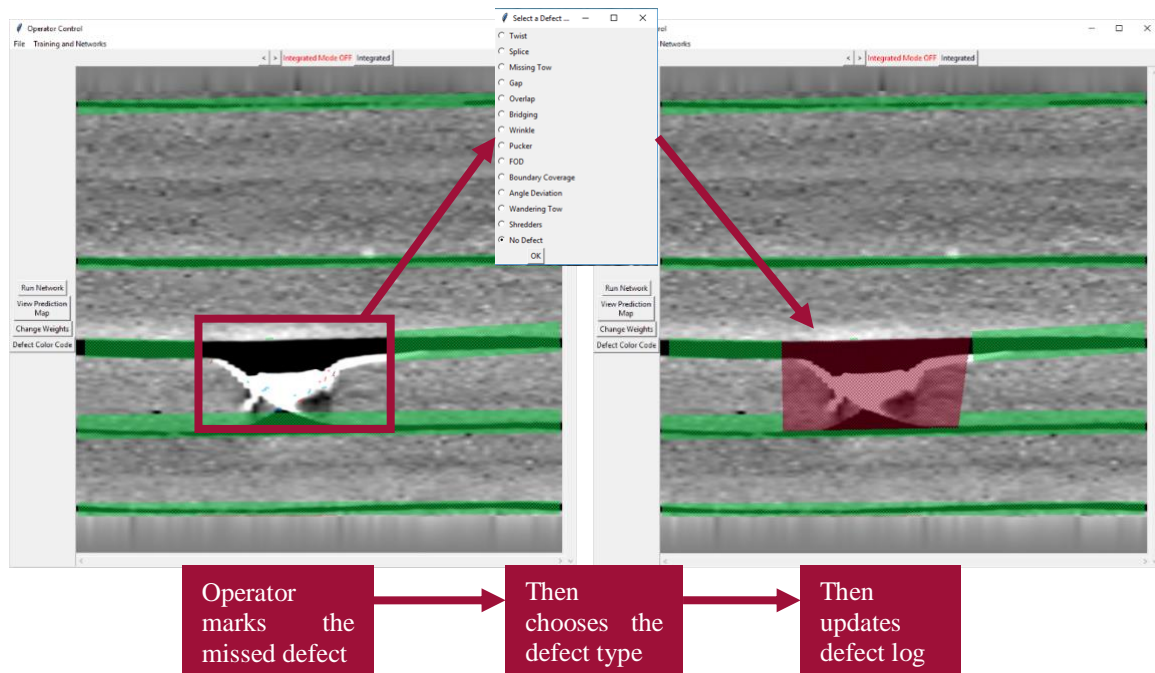 Operator Control
File Training and Networks
< > Integrated Mode OFF Integrated
Run Network
View Prediction
Map
Change Weights
Defect Color Code
Select a Defect ...
Twist
Splice
Missing Tow
Gap
Overlap
Bridging
Wrinkle
Pucker
FOD
Boundary Coverage
Angle Deviation
Wandering Tow
Shredders
No Defect
OK
rol
Networks
< > Integrated Mode OFF Integrated
Run Network
View Prediction
Map
Change Weights
Defect Color Code
Operator
marks the
missed defect
Then
chooses the
defect type
Then
updates
defect log